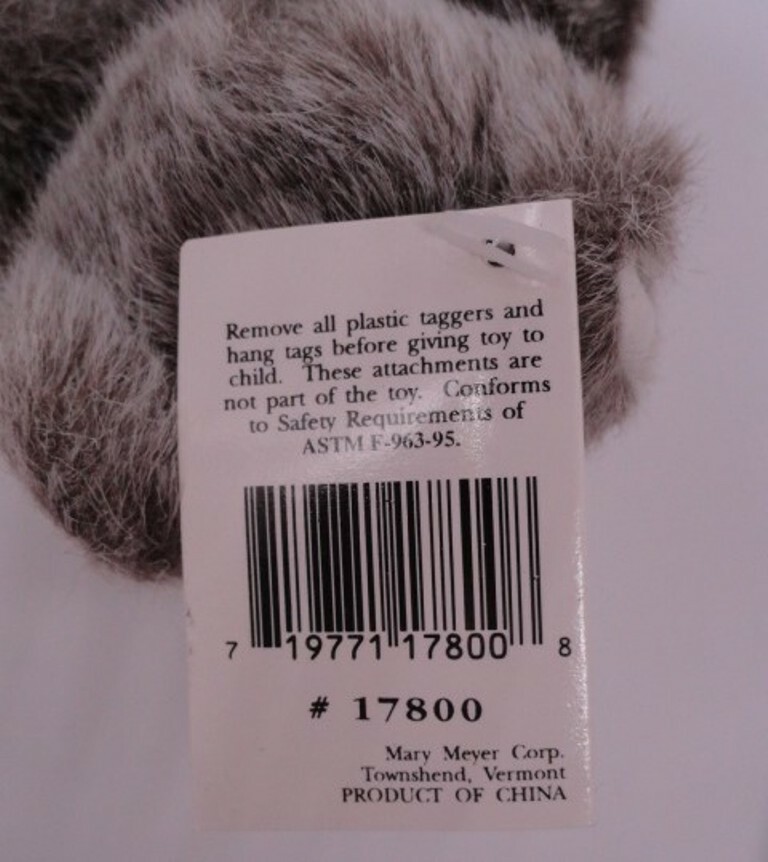 Remove all plastic taggers and
hang tags before giving toy to
child. These attachments are
not part of the toy. Conforms
to Safety Requirements of
ASTM F-963-95.
7 19771 17800 8
# 17800
Mary Meyer Corp.
Townshend, Vermont
PRODUCT OF CHINA